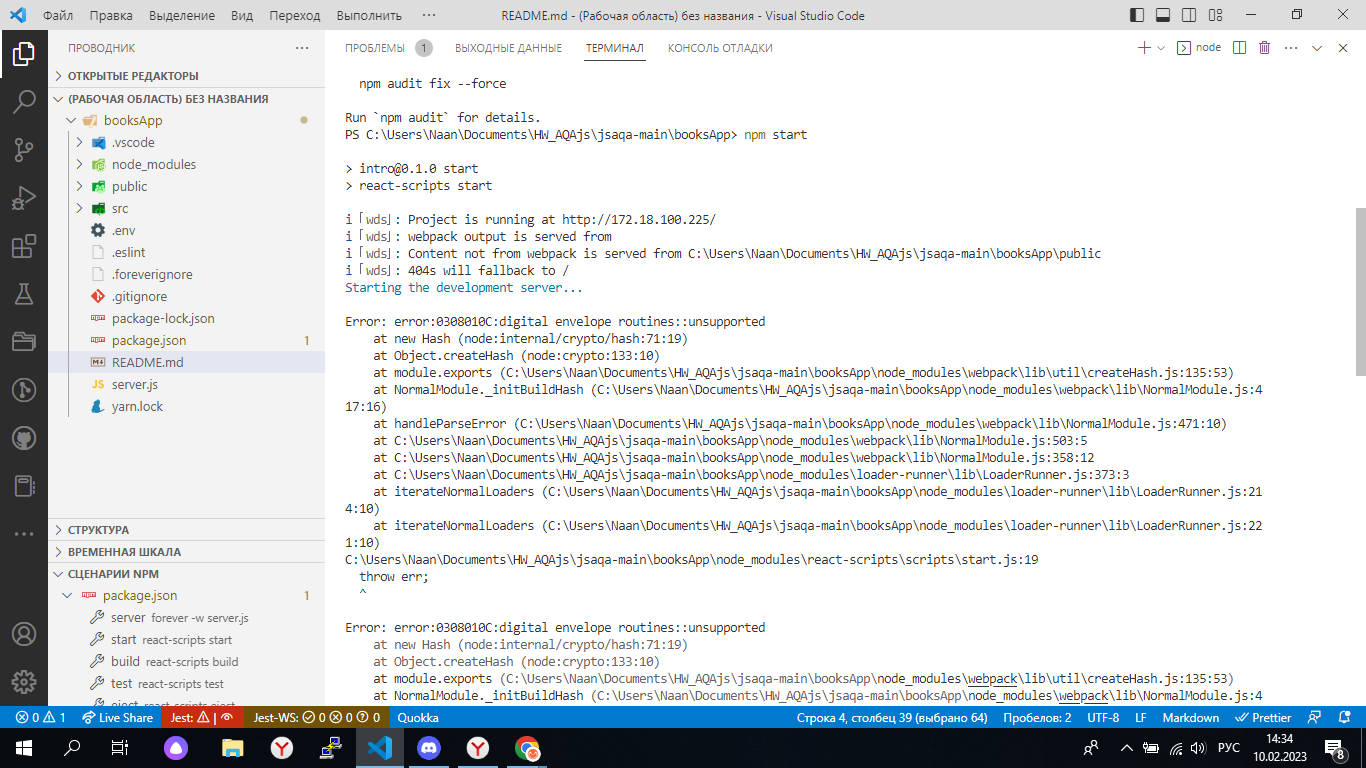 Файл Правка Выделение Вид Переход Выполнить ··· README.md - (Рабочая область) без названия - Visual Studio Code
ПРОВОДНИК ···
ОТКРЫТЫЕ РЕДАКТОРЫ
(РАБОЧАЯ ОБЛАСТЬ) БЕЗ НАЗВАНИЯ
booksApp
.vscode
node_modules
public
src
.env
.eslint
.foreverignore
.gitignore
package-lock.json
package.json 1
README.md
JS server.js
yarn.lock
СТРУКТУРА
ВРЕМЕННАЯ ШКАЛА
СЦЕНАРИИ NPM
package.json 1
server forever -w server.js
start react-scripts start
build react-scripts build
test react-scripts test
eject react-scripts eject
ПРОБЛЕМЫ 1 ВЫХОДНЫЕ ДАННЫЕ ТЕРМИНАЛ КОНСОЛЬ ОТЛАДКИ node
npm audit fix --force
Run `npm audit` for details.
PS C:\Users\Naan\Documents\HW_AQAjs\jsaqa-main\booksApp> npm start
> intro@0.1.0 start
> react-scripts start
i ｢wds｣: Project is running at http://172.18.100.225/
i ｢wds｣: webpack output is served from
i ｢wds｣: Content not from webpack is served from C:\Users\Naan\Documents\HW_AQAjs\jsaqa-main\booksApp\public
i ｢wds｣: 404s will fallback to /
Starting the development server...
Error: error:0308010C:digital envelope routines::unsupported
at new Hash (node:internal/crypto/hash:71:19)
at Object.createHash (node:crypto:133:10)
at module.exports (C:\Users\Naan\Documents\HW_AQAjs\jsaqa-main\booksApp\node_modules\webpack\lib\util\createHash.js:135:53)
at NormalModule._initBuildHash (C:\Users\Naan\Documents\HW_AQAjs\jsaqa-main\booksApp\node_modules\webpack\lib\NormalModule.js:4
17:16)
at handleParseError (C:\Users\Naan\Documents\HW_AQAjs\jsaqa-main\booksApp\node_modules\webpack\lib\NormalModule.js:471:10)
at C:\Users\Naan\Documents\HW_AQAjs\jsaqa-main\booksApp\node_modules\webpack\lib\NormalModule.js:503:5
at C:\Users\Naan\Documents\HW_AQAjs\jsaqa-main\booksApp\node_modules\webpack\lib\NormalModule.js:358:12
at C:\Users\Naan\Documents\HW_AQAjs\jsaqa-main\booksApp\node_modules\loader-runner\lib\LoaderRunner.js:373:3
at iterateNormalLoaders (C:\Users\Naan\Documents\HW_AQAjs\jsaqa-main\booksApp\node_modules\loader-runner\lib\LoaderRunner.js:21
4:10)
at iterateNormalLoaders (C:\Users\Naan\Documents\HW_AQAjs\jsaqa-main\booksApp\node_modules\loader-runner\lib\LoaderRunner.js:22
1:10)
C:\Users\Naan\Documents\HW_AQAjs\jsaqa-main\booksApp\node_modules\react-scripts\scripts\start.js:19
throw err;
^
Error: error:0308010C:digital envelope routines::unsupported
at new Hash (node:internal/crypto/hash:71:19)
at Object.createHash (node:crypto:133:10)
at module.exports (C:\Users\Naan\Documents\HW_AQAjs\jsaqa-main\booksApp\node_modules\webpack\lib\util\createHash.js:135:53)
at NormalModule._initBuildHash (C:\Users\Naan\Documents\HW_AQAjs\jsaqa-main\booksApp\node_modules\webpack\lib\NormalModule.js:4
0 1 Live Share Jest: | Jest-WS: 0 0 0 Quokka Строка 4, столбец 39 (выбрано 64) Пробелов: 2 UTF-8 LF Markdown Prettier
РУС 14:34
10.02.2023 8